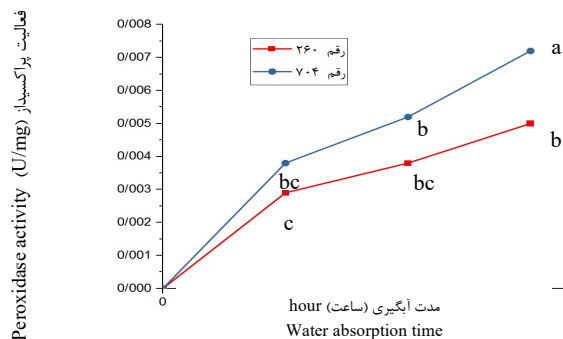 فعالیت پراکسیداز
Peroxidase activity (U/mg)
0/008
0/007
0/006
0/005
0/004
0/003
0/002
0/001
0/000
رقم ۲۶۰
رقم ۷۰۴
a
b
b
bc
bc
c
0
مدت آبگیری (ساعت) hour
Water absorption time